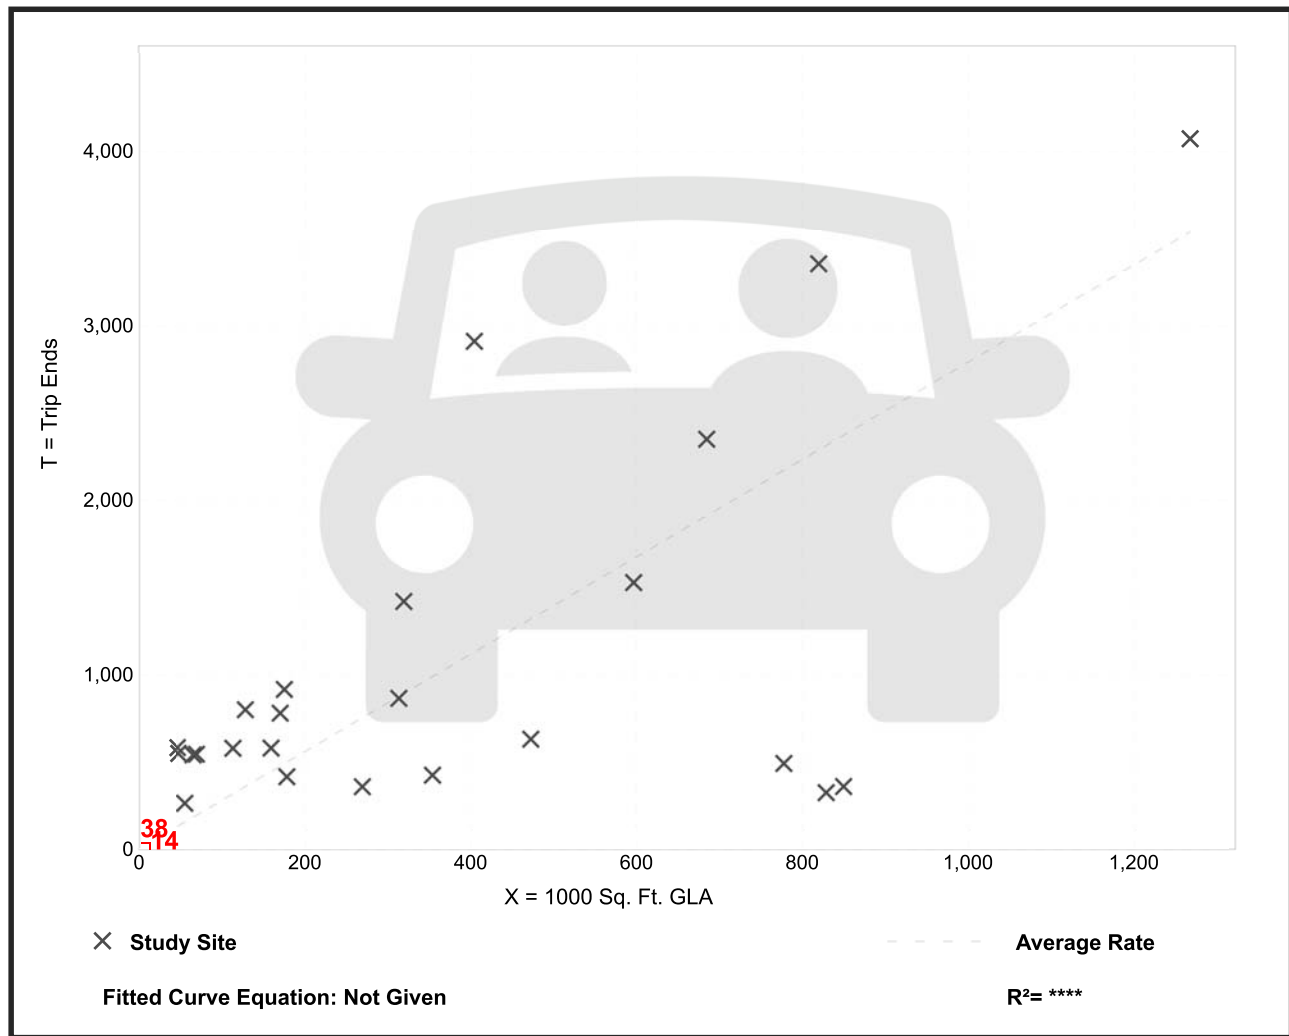 4,000
3,000
2,000
1,000
0
T = Trip Ends
38
14
0 200 400 600 800 1,000 1,200
X = 1000 Sq. Ft. GLA
Study Site Average Rate
Fitted Curve Equation: Not Given R²= ****